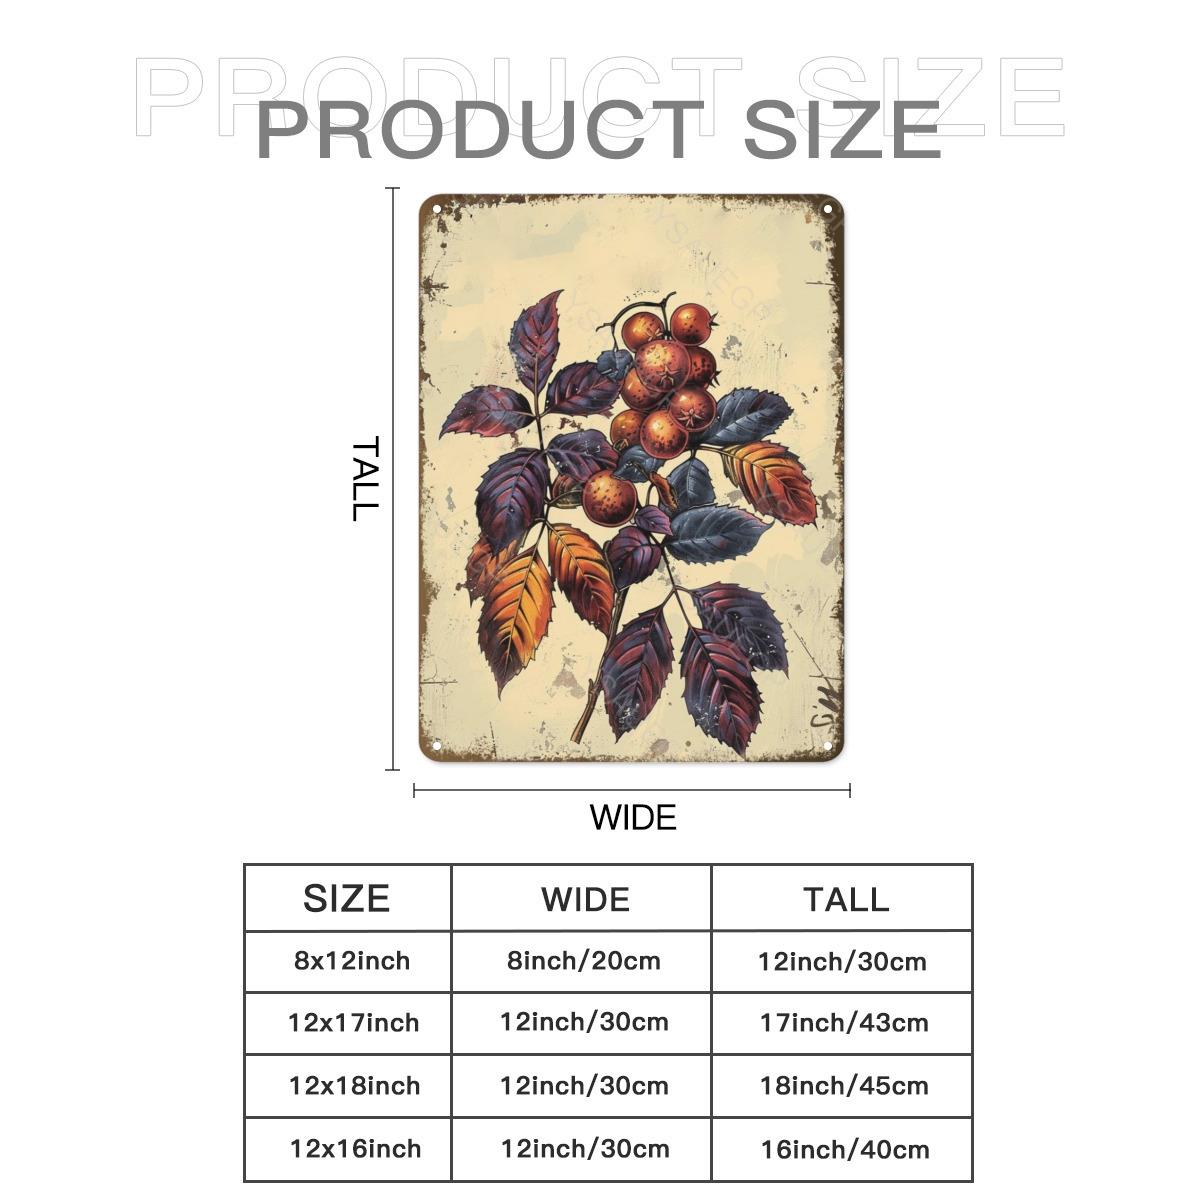 PRODUCT SIZE
PRODUCT SIZE
TALL
WIDE
SIZE WIDE TALL
8x12inch 8inch/20cm 12inch/30cm
12x17inch 12inch/30cm 17inch/43cm
12x18inch 12inch/30cm 18inch/45cm
12x16inch 12inch/30cm 16inch/40cm